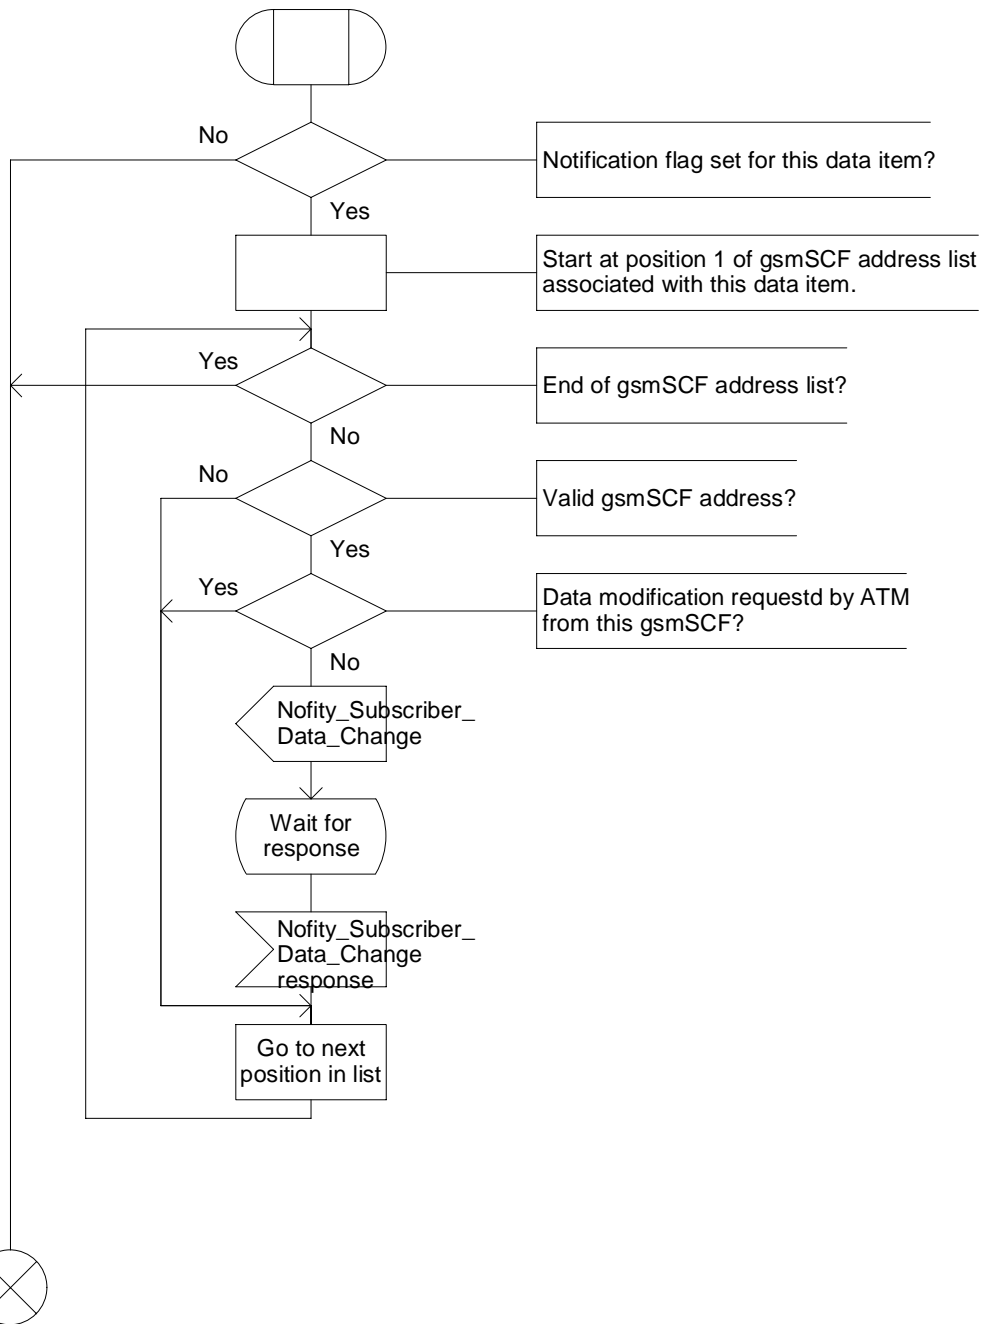 No
Notification flag set for this data item?
Yes
Start at position 1 of gsmSCF address list
associated with this data item.
Yes
End of gsmSCF address list?
No
No
Valid gsmSCF address?
Yes
Yes
Data modification requestd by ATM
from this gsmSCF?
No
Nofity_Subscriber_
Data_Change
Wait for
response
Nofity_Subscriber_
Data_Change
response
Go to next
position in list